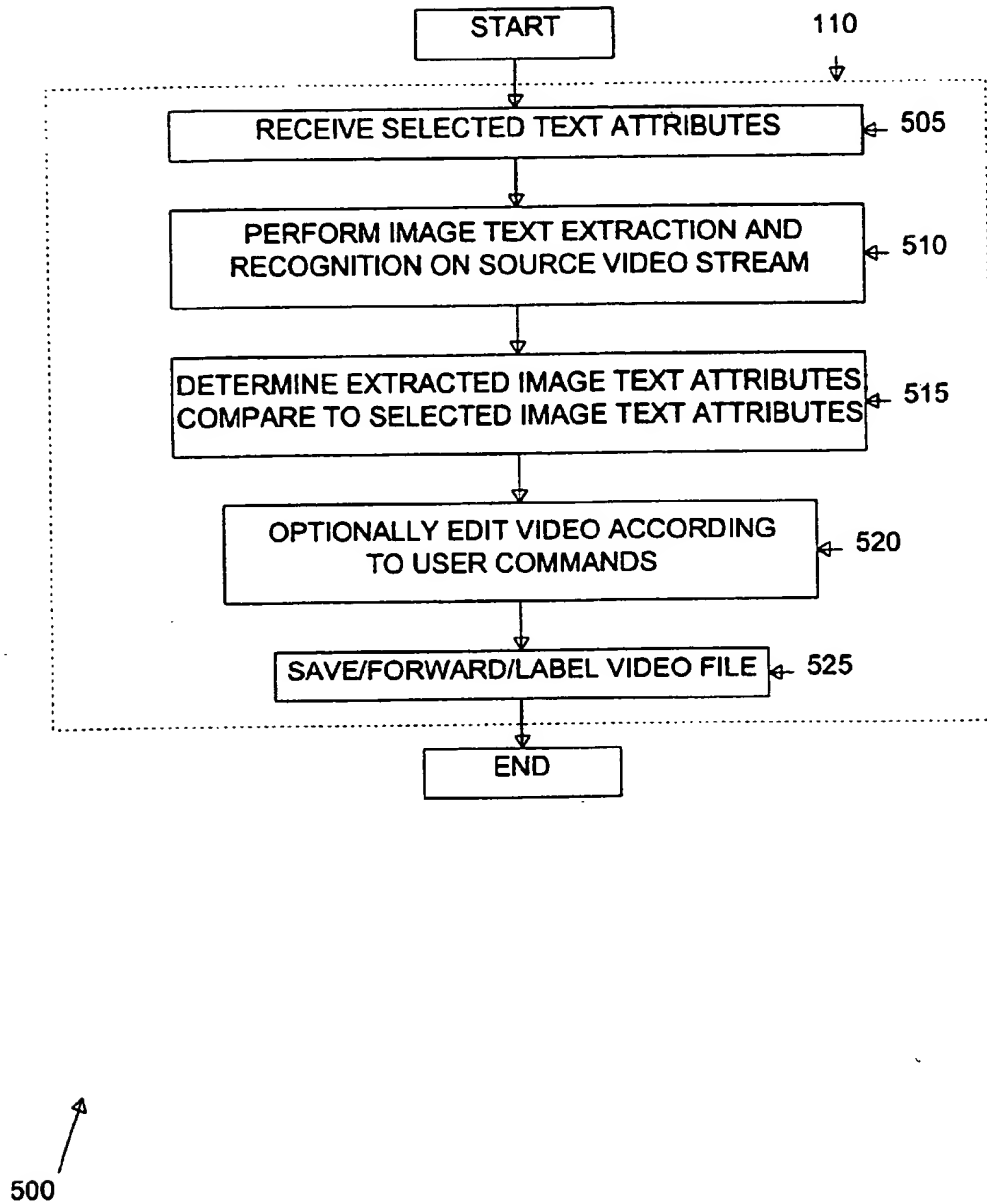 START
110
RECEIVE SELECTED TEXT ATTRIBUTES
505
PERFORM IMAGE TEXT EXTRACTION AND
RECOGNITION ON SOURCE VIDEO STREAM
510
DETERMINE EXTRACTED IMAGE TEXT ATTRIBUTES
COMPARE TO SELECTED IMAGE TEXT ATTRIBUTES
515
OPTIONALLY EDIT VIDEO ACCORDING
TO USER COMMANDS
520
SAVE/FORWARD/LABEL VIDEO FILE
525
END
500